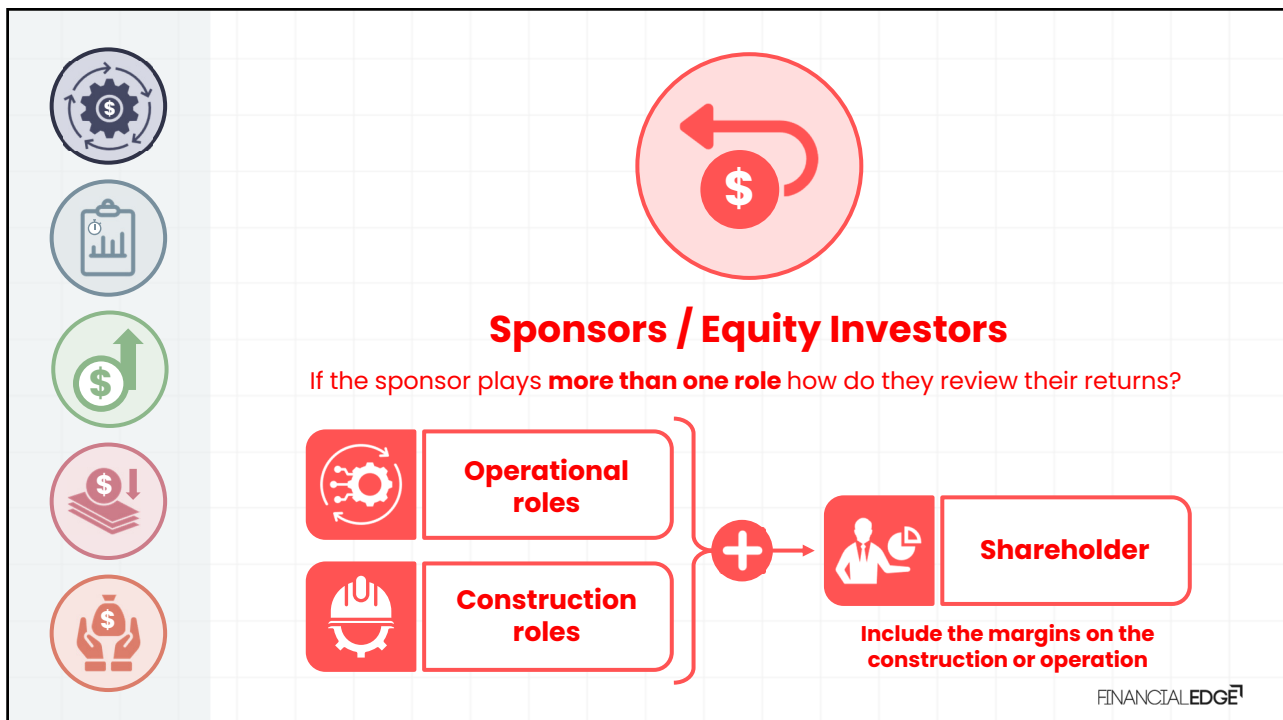 Sponsors / Equity Investors
If the sponsor plays more than one role how do they review their returns?
Operational
roles
Construction
roles
Shareholder
Include the margins on the
construction or operation
FINANCIALEDGE